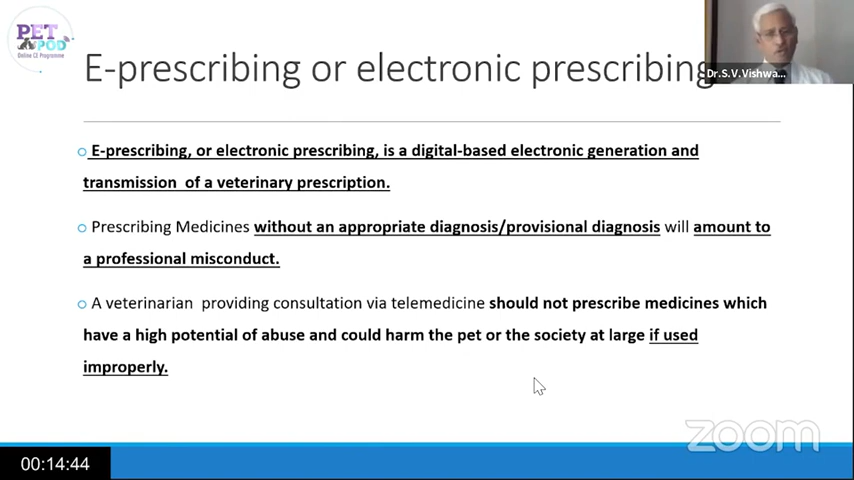 PET
POD
Online CE Programme
E-prescribing or electronic prescribing
Dr.S.V.Vishwa...
E-prescribing, or electronic prescribing, is a digital-based electronic generation and
transmission of a veterinary prescription.
Prescribing Medicines without an appropriate diagnosis/provisional diagnosis will amount to
a professional misconduct.
A veterinarian providing consultation via telemedicine should not prescribe medicines which
have a high potential of abuse and could harm the pet or the society at large if used
improperly.
zoom
00:14:44